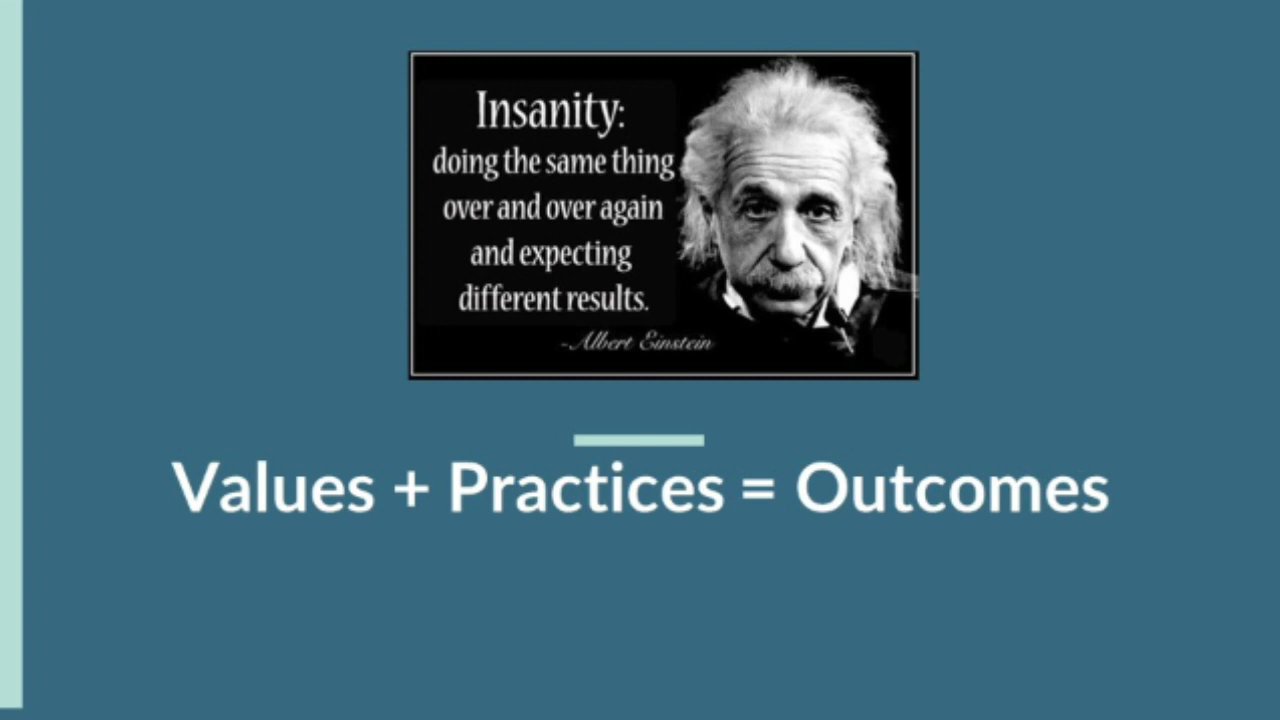 Insanity:
doing the same thing
over and over again
and expecting
different results.
-Albert Einstein
Values + Practices = Outcomes